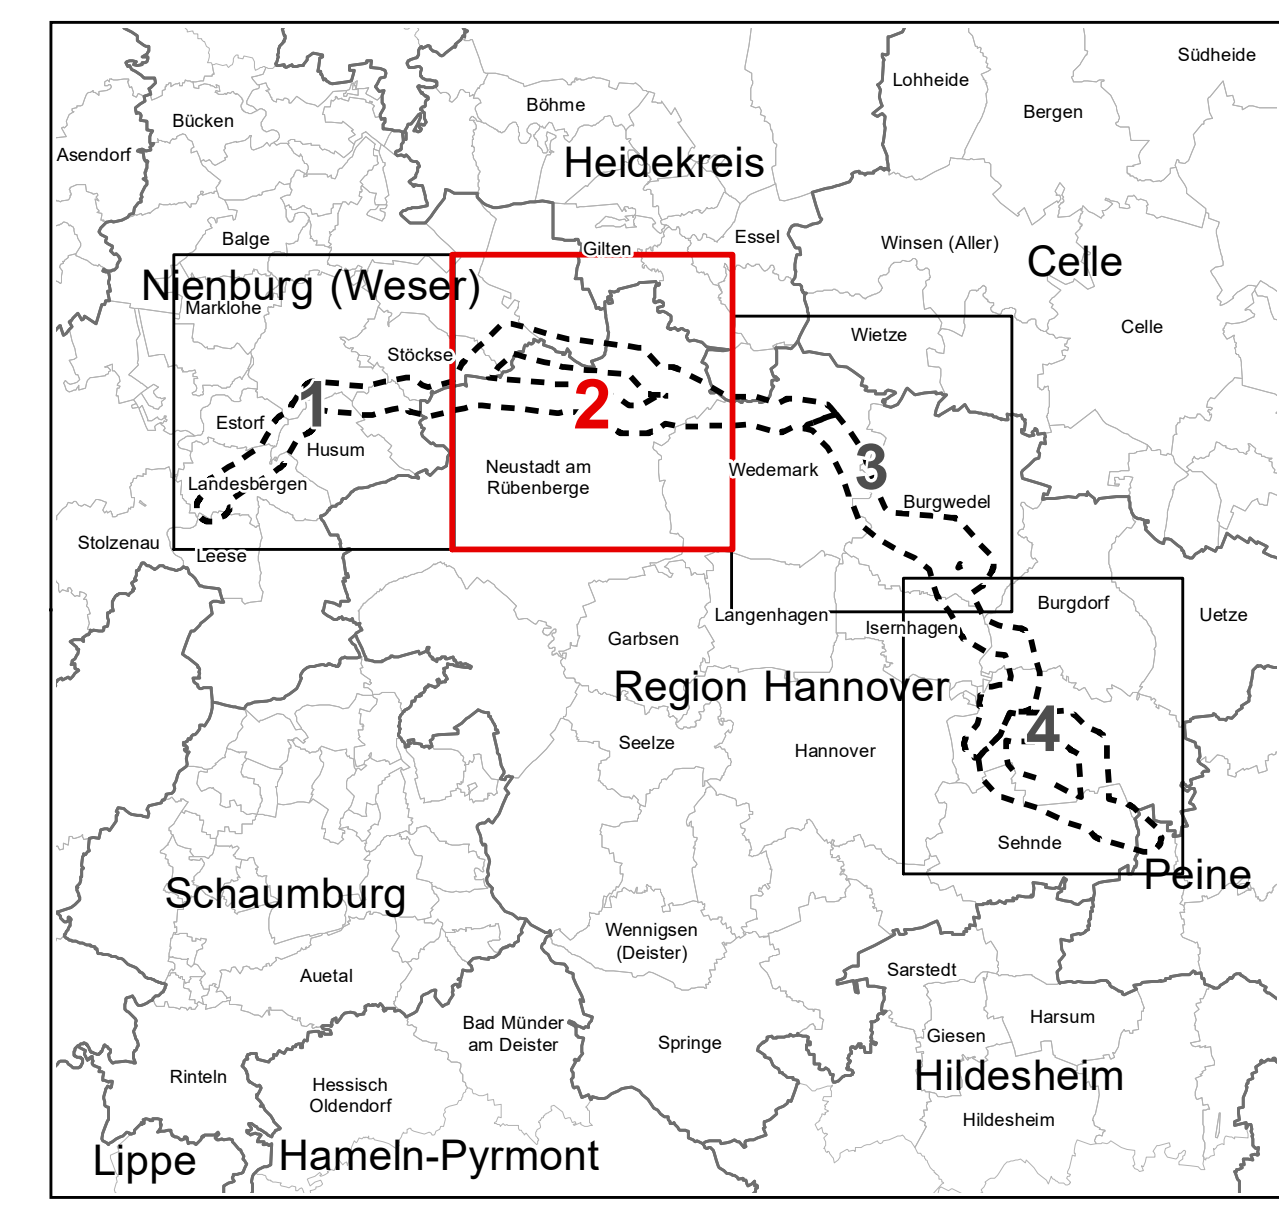 Südheide
Lohheide
Böhme
Bergen
Bücken
Asendorf
Heidekreis
Balge
Gilten
Essel
Winsen (Aller)
Celle
Nienburg (Weser)
Marklohe
Celle
Wietze
Stöckse
1
2
Estorf
Husum
3
Neustadt am
Rübenberge
Wedemark
Landesbergen
Burgwedel
Stolzenau
Leese
Burgdorf
Langenhagen
Uetze
Isernhagen
Garbsen
Region Hannover
4
Seelze
Hannover
Sehnde
Peine
Schaumburg
Wennigsen
(Deister)
Auetal
Sarstedt
Harsum
Bad Münder
am Deister
Giesen
Springe
Rinteln
Hildesheim
Hessisch
Oldendorf
Hildesheim
Lippe
Hameln-Pyrmont